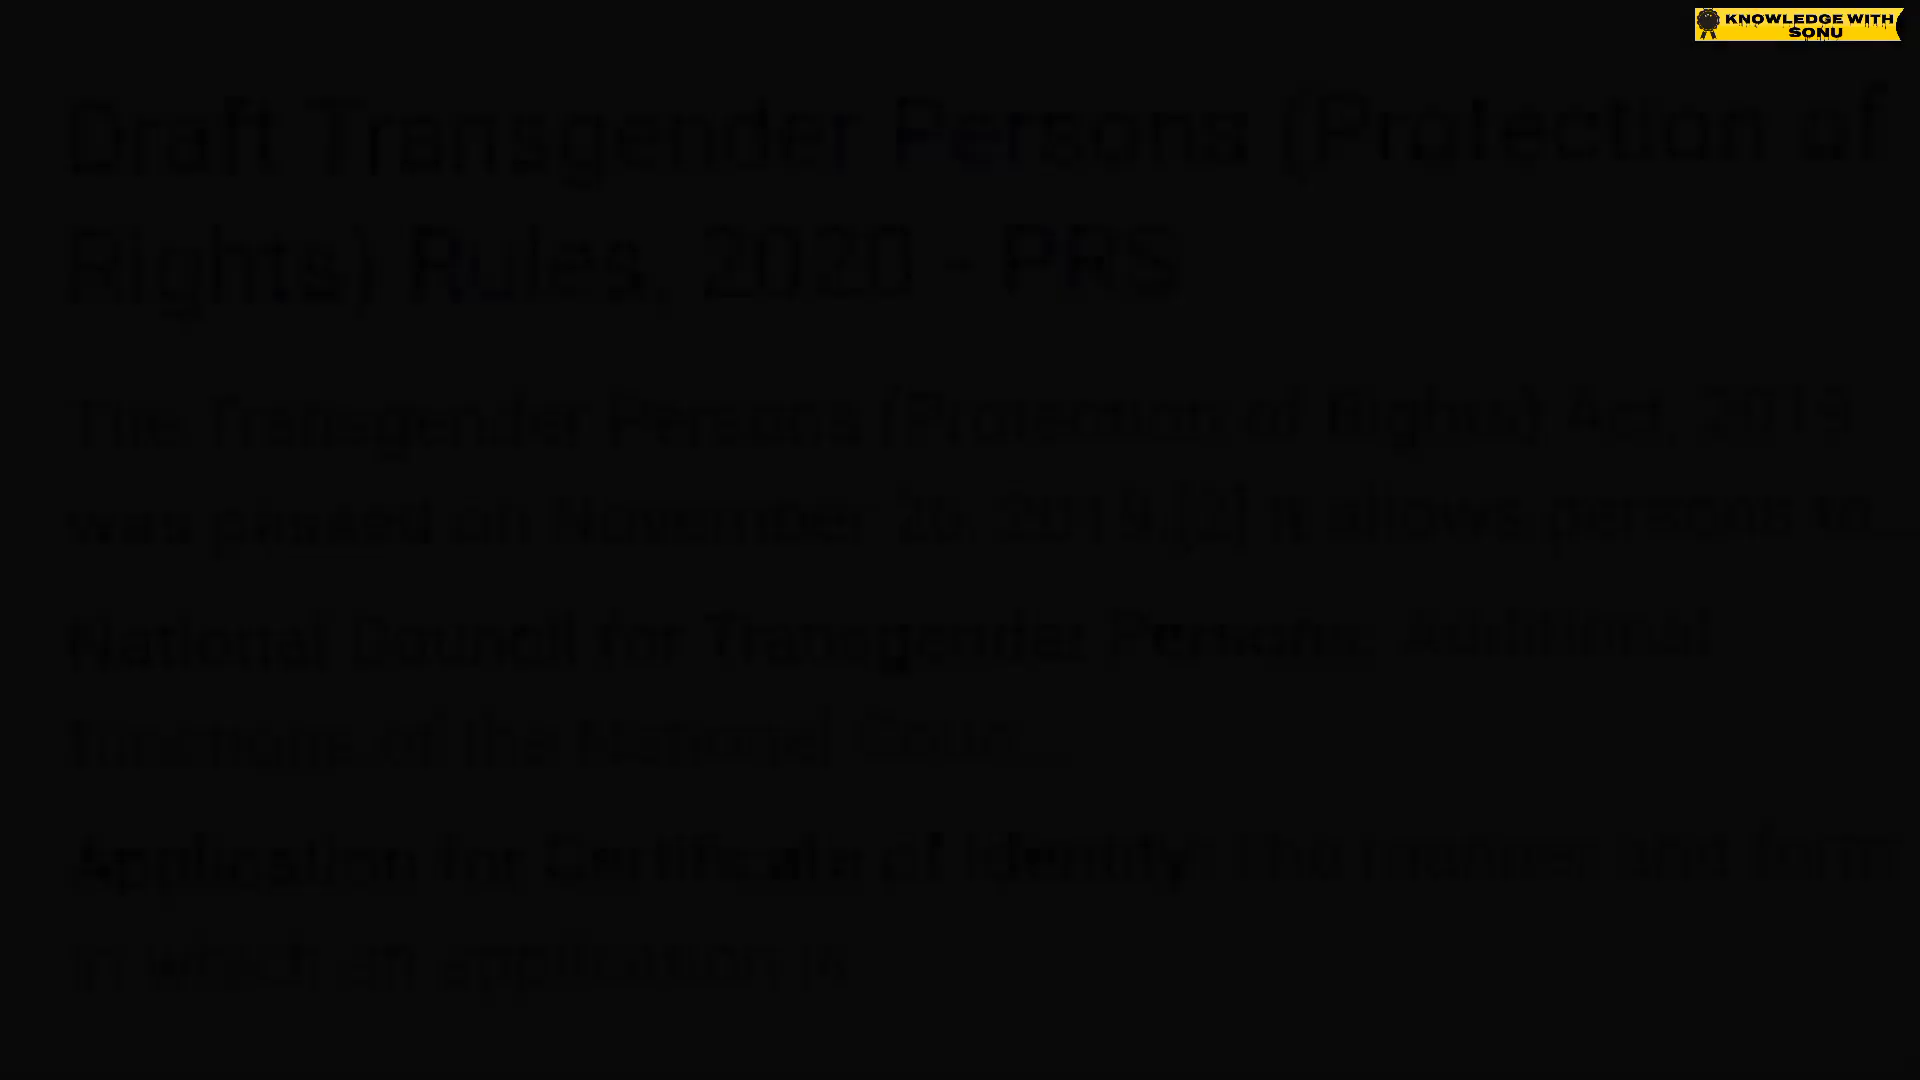 KNOWLEDGE WITH
SONU
Draft Transgender Persons (Protection of
Rights) Rules, 2020 - PRS
The Transgender Persons (Protection of Rights) Act, 2019
was passed on November 26, 2019.[2] It allows persons to...
National Council for Transgender Persons: Additional
functions of the National Coun...
Application for Certificate of Identity: The manner and form
in which an application is